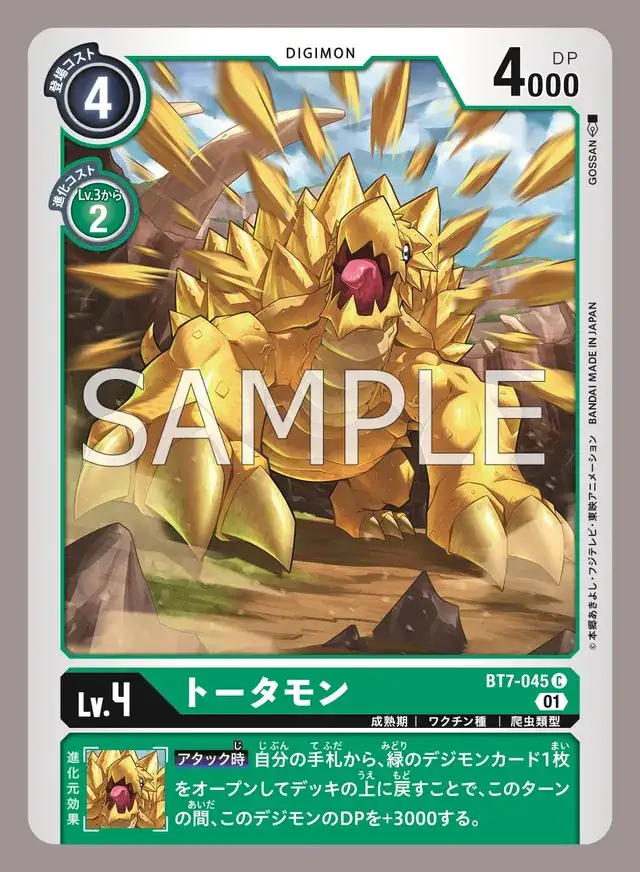 DIGIMON
登場コスト
4
4000
DP
進化コスト
Lv.3から
2
GOSSAN
SAMPLE
© 本郷あきよし・フジテレビ・東映アニメーション BANDAI MADE IN JAPAN
Lv.4
トータモン
BT7-045 C
01
成熟期 | ワクチン種 | 爬虫類型
進化元効果
アタック時 自分の手札から、緑のデジモンカード1枚
をオープンしてデッキの上に戻すことで、このターン
の間、このデジモンのDPを+3000する。